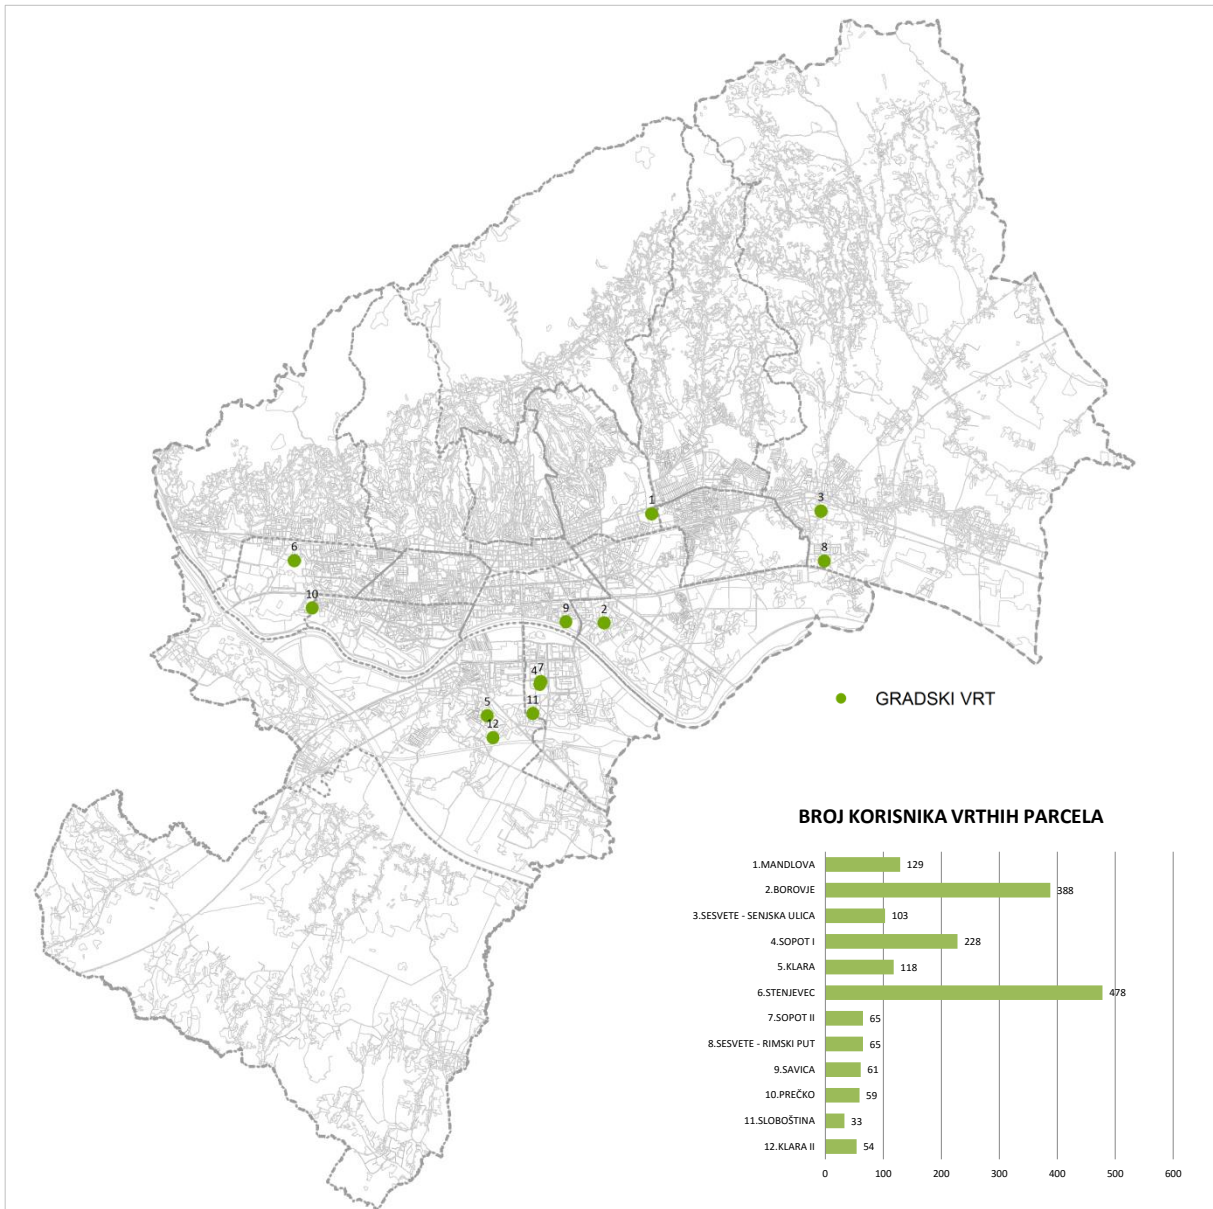 1
3
6
8
10
9
2
47
5
11
12
GRADSKI VRT
BROJ KORISNIKA VRTHIH PARCELA
1.MANDLOVA 129
2.BOROVJE 388
3.SESVETE - SENJSKA ULICA 103
4.SOPOT I 228
5.KLARA 118
6.STENJEVEC 478
7.SOPOT II 65
8.SESVETE - RIMSKI PUT 65
9.SAVICA 61
10.PREČKO 59
11.SLOBOŠTINA 33
12.KLARA II 54
0 100 200 300 400 500 600